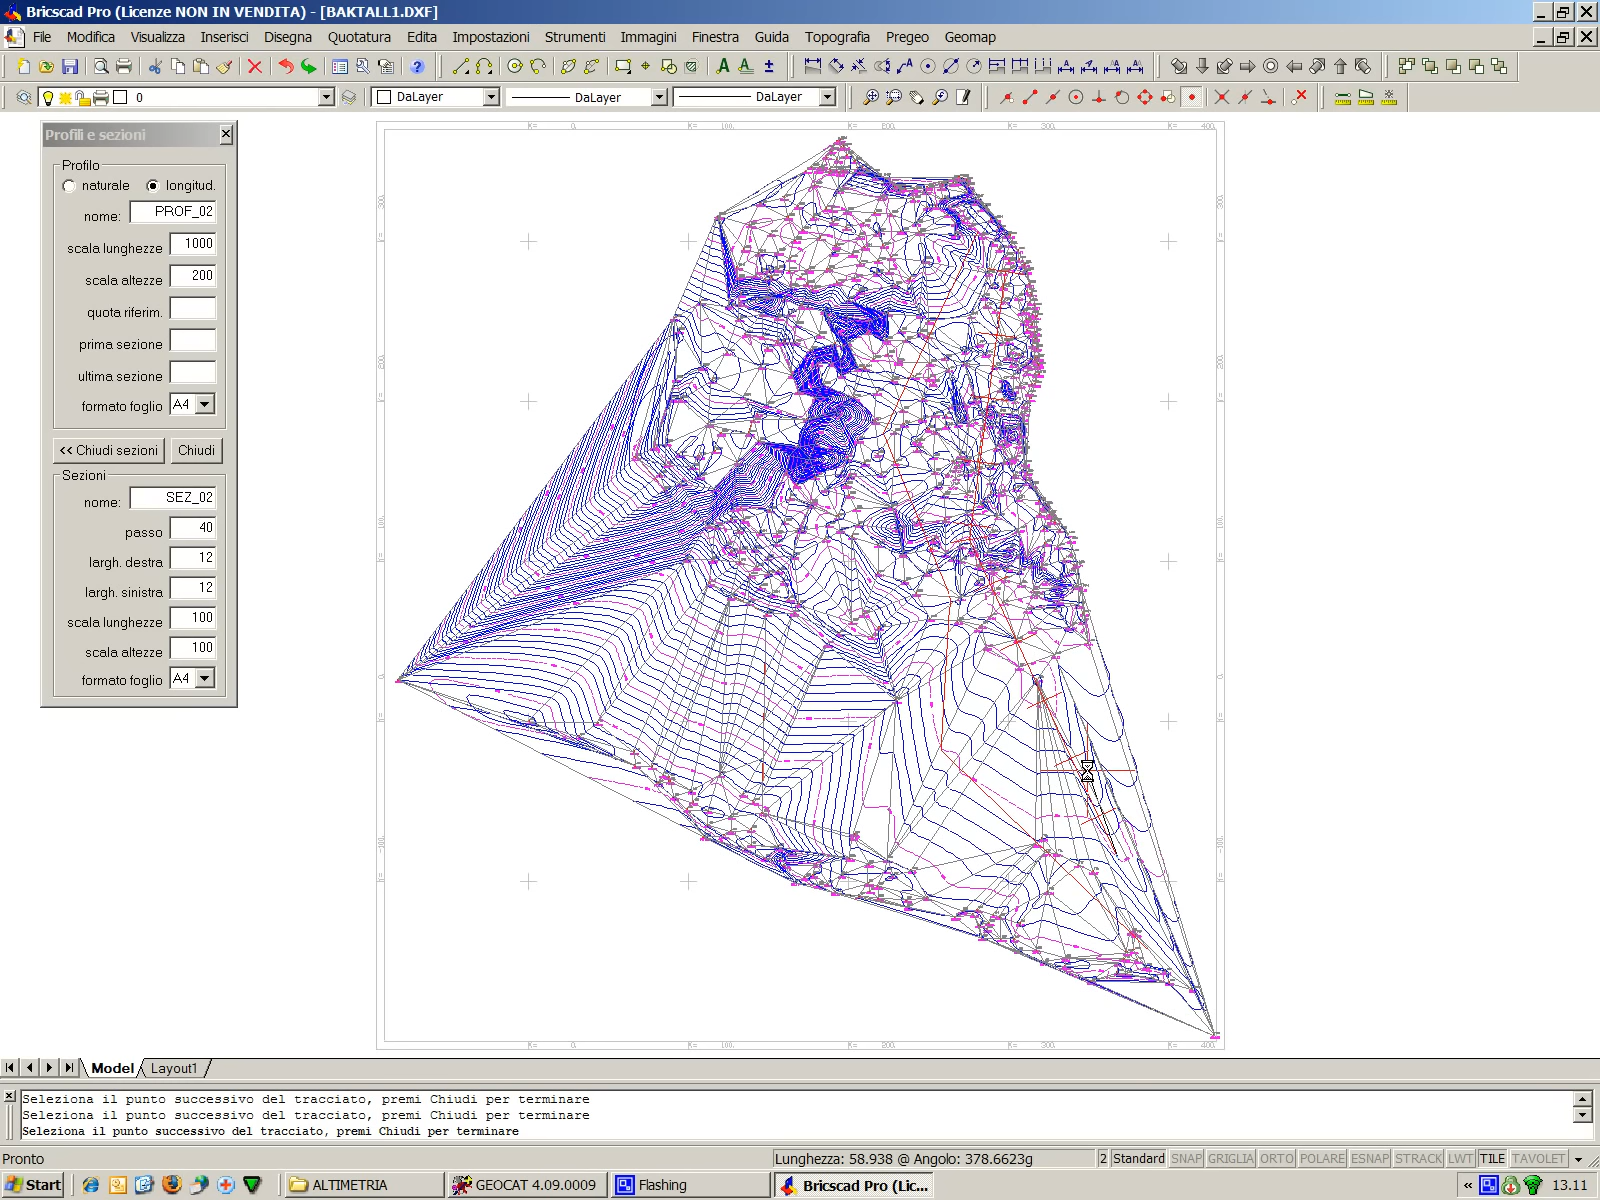 Bricscad Pro (Licenze NON IN VENDITA) - [BAKTALL1.DXF]
File Modifica Visualizza Inserisci Disegna Quotatura Edita Impostazioni Strumenti Immagini Finestra Guida Topografia Pregeo Geomap
0 DaLayer DaLayer DaLayer
Profili e sezioni
Profilo
naturale longitud.
nome: PROF_02
scala lunghezze 1000
scala altezze 200
quota riferim.
prima sezione
ultima sezione
formato foglio A4
<< Chiudi sezioni Chiudi
Sezioni
nome: SEZ_02
passo 40
largh. destra 12
largh. sinistra 12
scala lunghezze 100
scala altezze 100
formato foglio A4
Model Layout1
Seleziona il punto successivo del tracciato, premi Chiudi per terminare
Seleziona il punto successivo del tracciato, premi Chiudi per terminare
Seleziona il punto successivo del tracciato, premi Chiudi per terminare
Pronto Lunghezza: 58.938 @ Angolo: 378.6623g 2 Standard SNAP GRIGLIA ORTO POLARE ESNAP STRACK LWT TILE TAVOLET
Start ALTIMETRIA GEOCAT 4.09.0009 Flashing Bricscad Pro (Lic... « 13.11